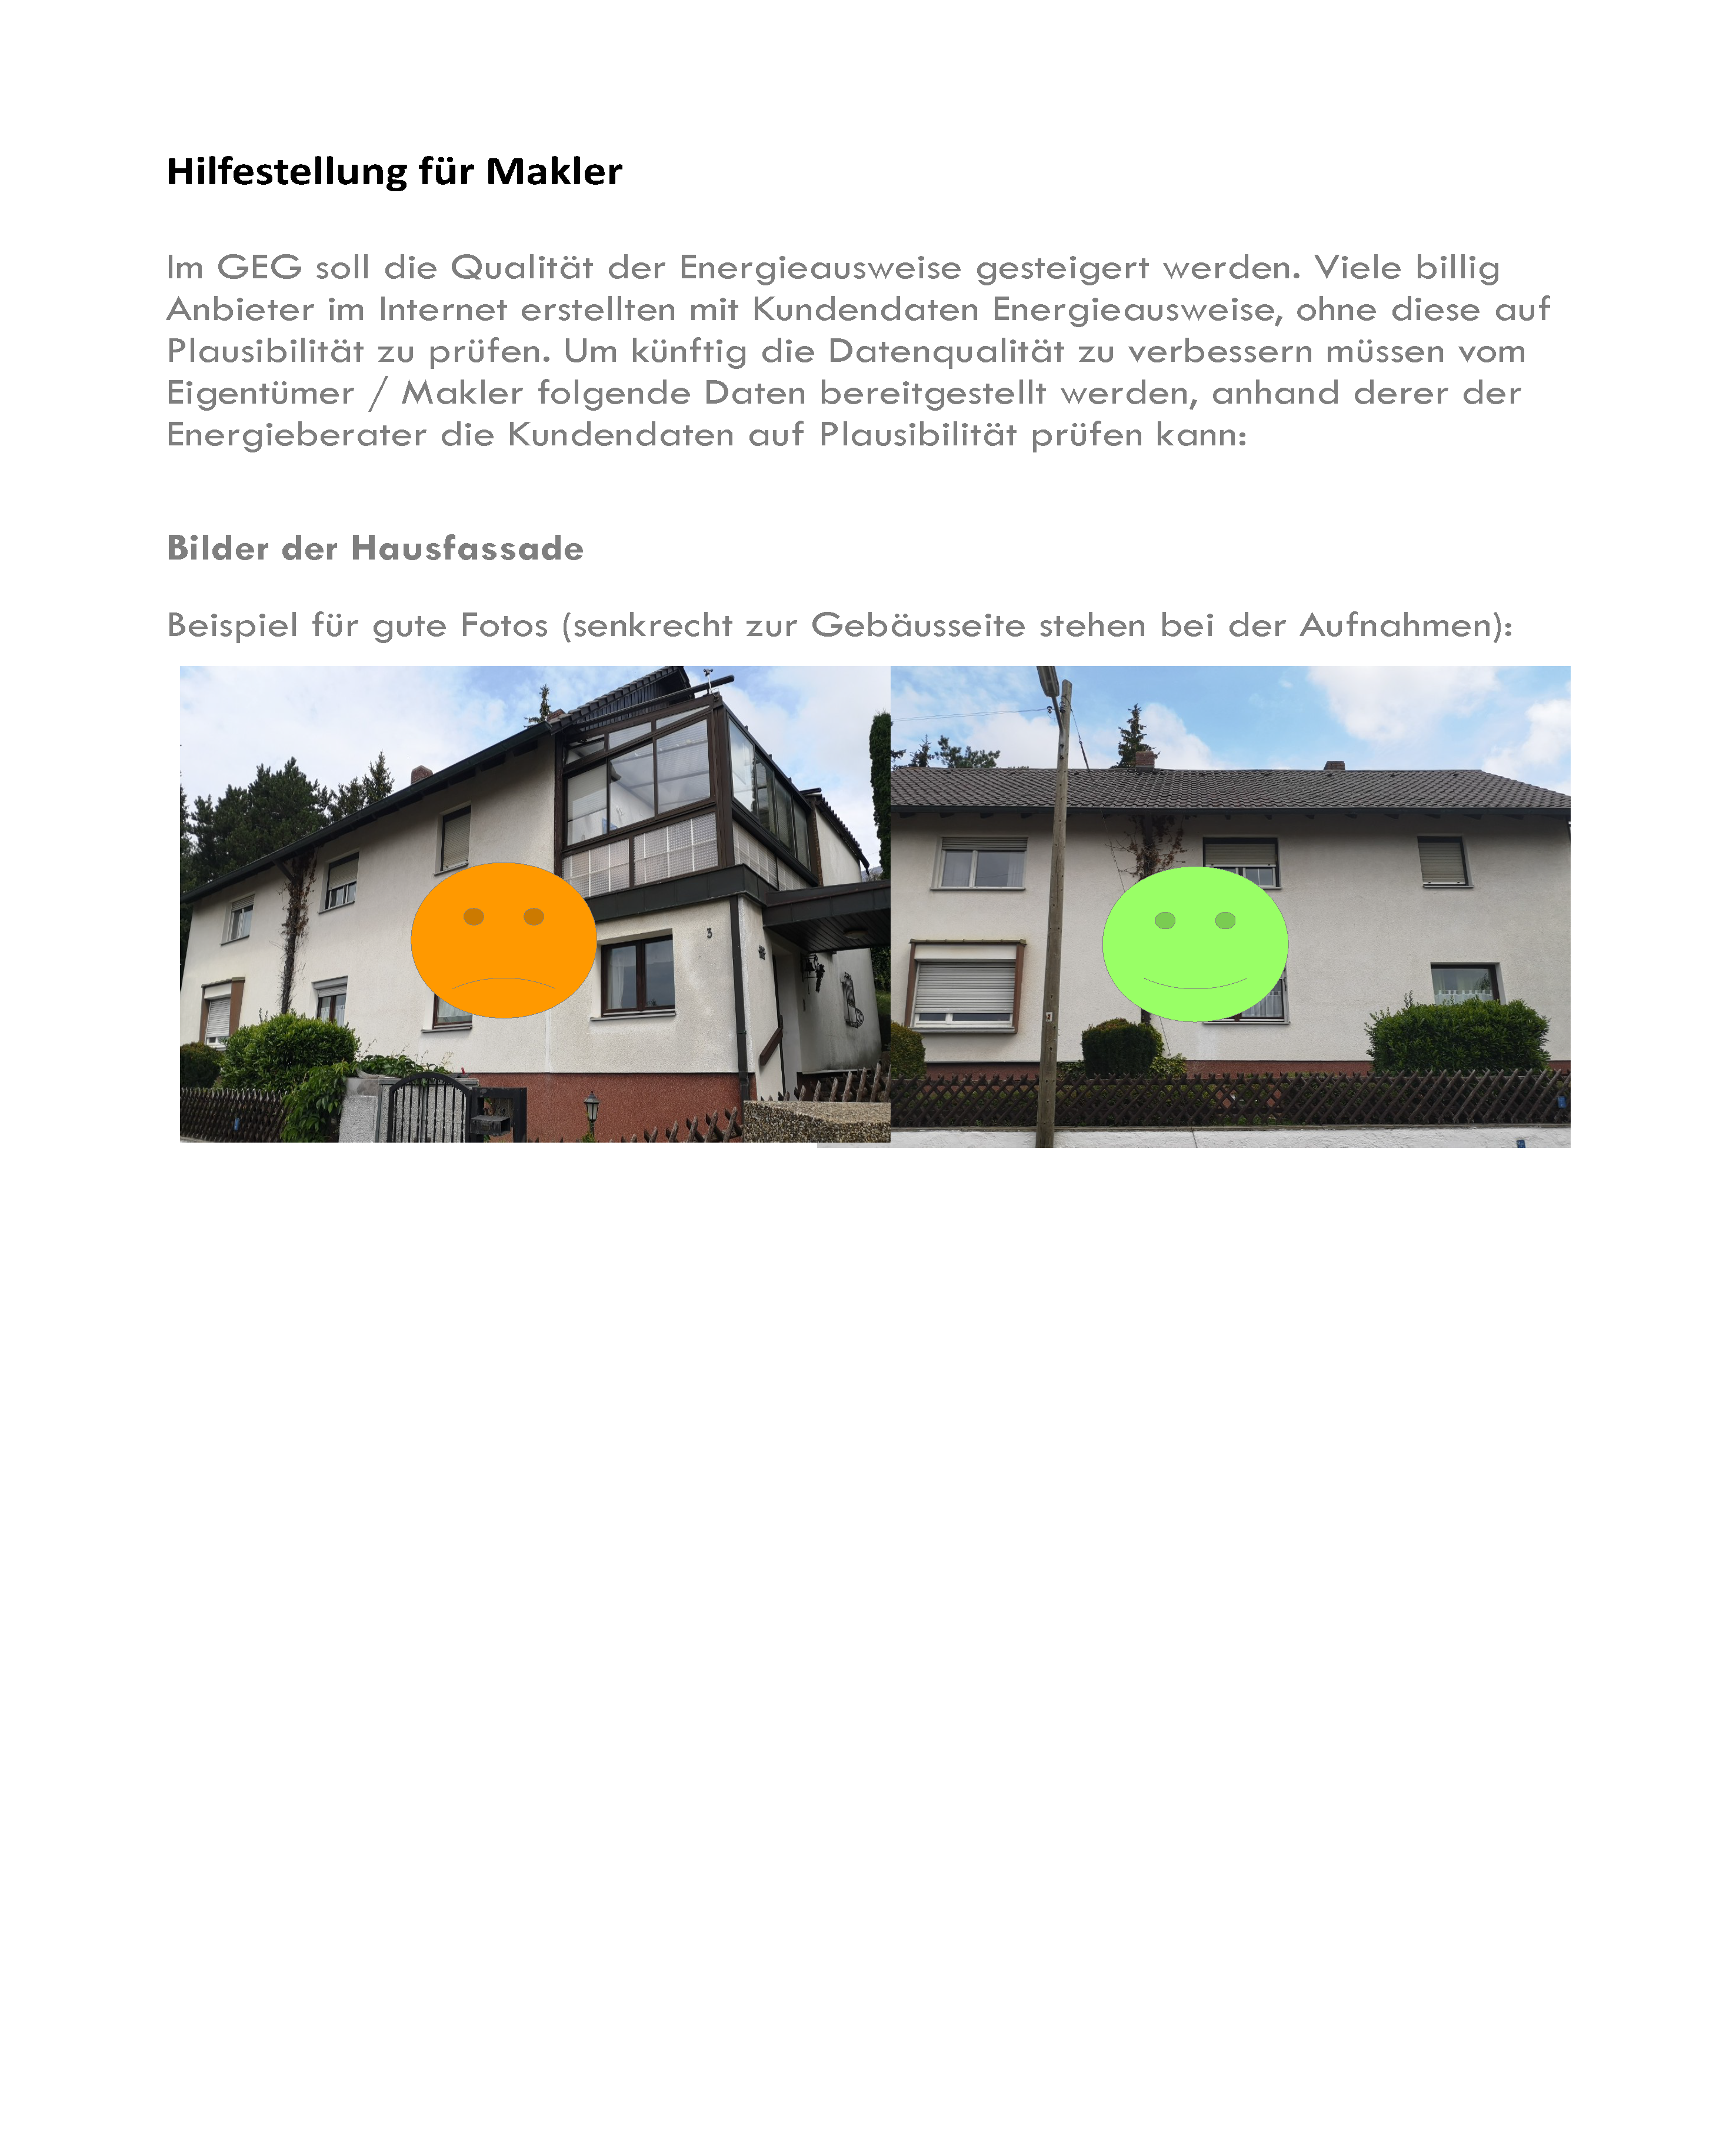 Hilfestellung für Makler
Im GEG soll die Qualität der Energieausweise gesteigert werden. Viele billig
Anbieter im Internet erstellten mit Kundendaten Energieausweise, ohne diese auf
Plausibilität zu prüfen. Um künftig die Datenqualität zu verbessern müssen vom
Eigentümer / Makler folgende Daten bereitgestellt werden, anhand derer der
Energieberater die Kundendaten auf Plausibilität prüfen kann:
Bilder der Hausfassade
Beispiel für gute Fotos (senkrecht zur Gebäusseite stehen bei der Aufnahmen):
3